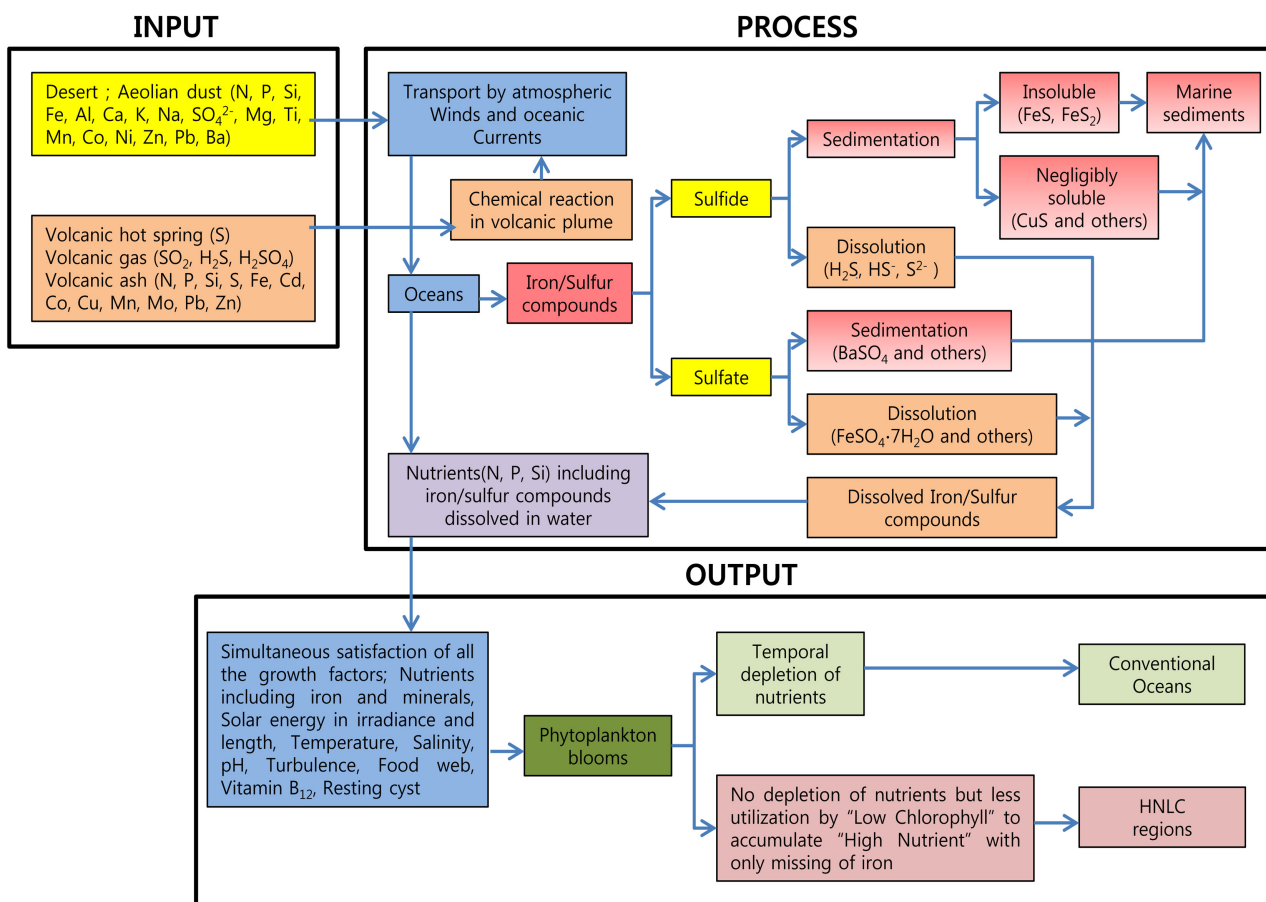 INPUT
Desert ; Aeolian dust (N, P, Si,
Fe, Al, Ca, K, Na, SO₄²⁻, Mg, Ti,
Mn, Co, Ni, Zn, Pb, Ba)
Volcanic hot spring (S)
Volcanic gas (SO₂, H₂S, H₂SO₄)
Volcanic ash (N, P, Si, S, Fe, Cd,
Co, Cu, Mn, Mo, Pb, Zn)
PROCESS
Transport by atmospheric
Winds and oceanic
Currents
Chemical reaction
in volcanic plume
Oceans
Iron/Sulfur
compounds
Sulfide
Sulfate
Sedimentation
Insoluble
(FeS, FeS₂)
Marine
sediments
Negligibly
soluble
(CuS and others)
Dissolution
(H₂S, HS⁻, S²⁻ )
Sedimentation
(BaSO₄ and others)
Dissolution
(FeSO₄·7H₂O and others)
Dissolved Iron/Sulfur
compounds
Nutrients(N, P, Si) including
iron/sulfur compounds
dissolved in water
OUTPUT
Simultaneous satisfaction of all
the growth factors; Nutrients
including iron and minerals,
Solar energy in irradiance and
length, Temperature, Salinity,
pH, Turbulence, Food web,
Vitamin B₁₂, Resting cyst
Phytoplankton
blooms
Temporal
depletion of
nutrients
Conventional
Oceans
No depletion of nutrients but less
utilization by “Low Chlorophyll” to
accumulate “High Nutrient” with
only missing of iron
HNLC
regions